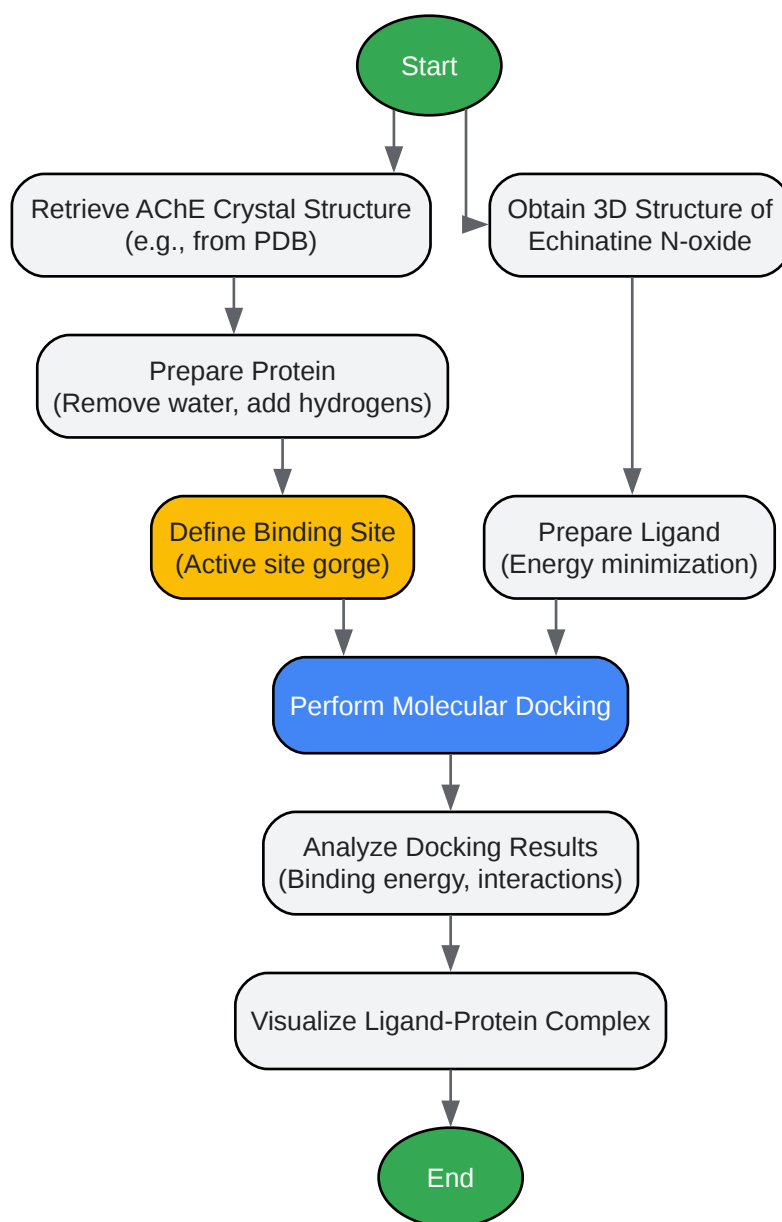 Start
Retrieve AChE Crystal Structure
(e.g., from PDB)
Obtain 3D Structure of
Echinatine N-oxide
Prepare Protein
(Remove water, add hydrogens)
Define Binding Site
(Active site gorge)
Prepare Ligand
(Energy minimization)
Perform Molecular Docking
Analyze Docking Results
(Binding energy, interactions)
Visualize Ligand-Protein Complex
End